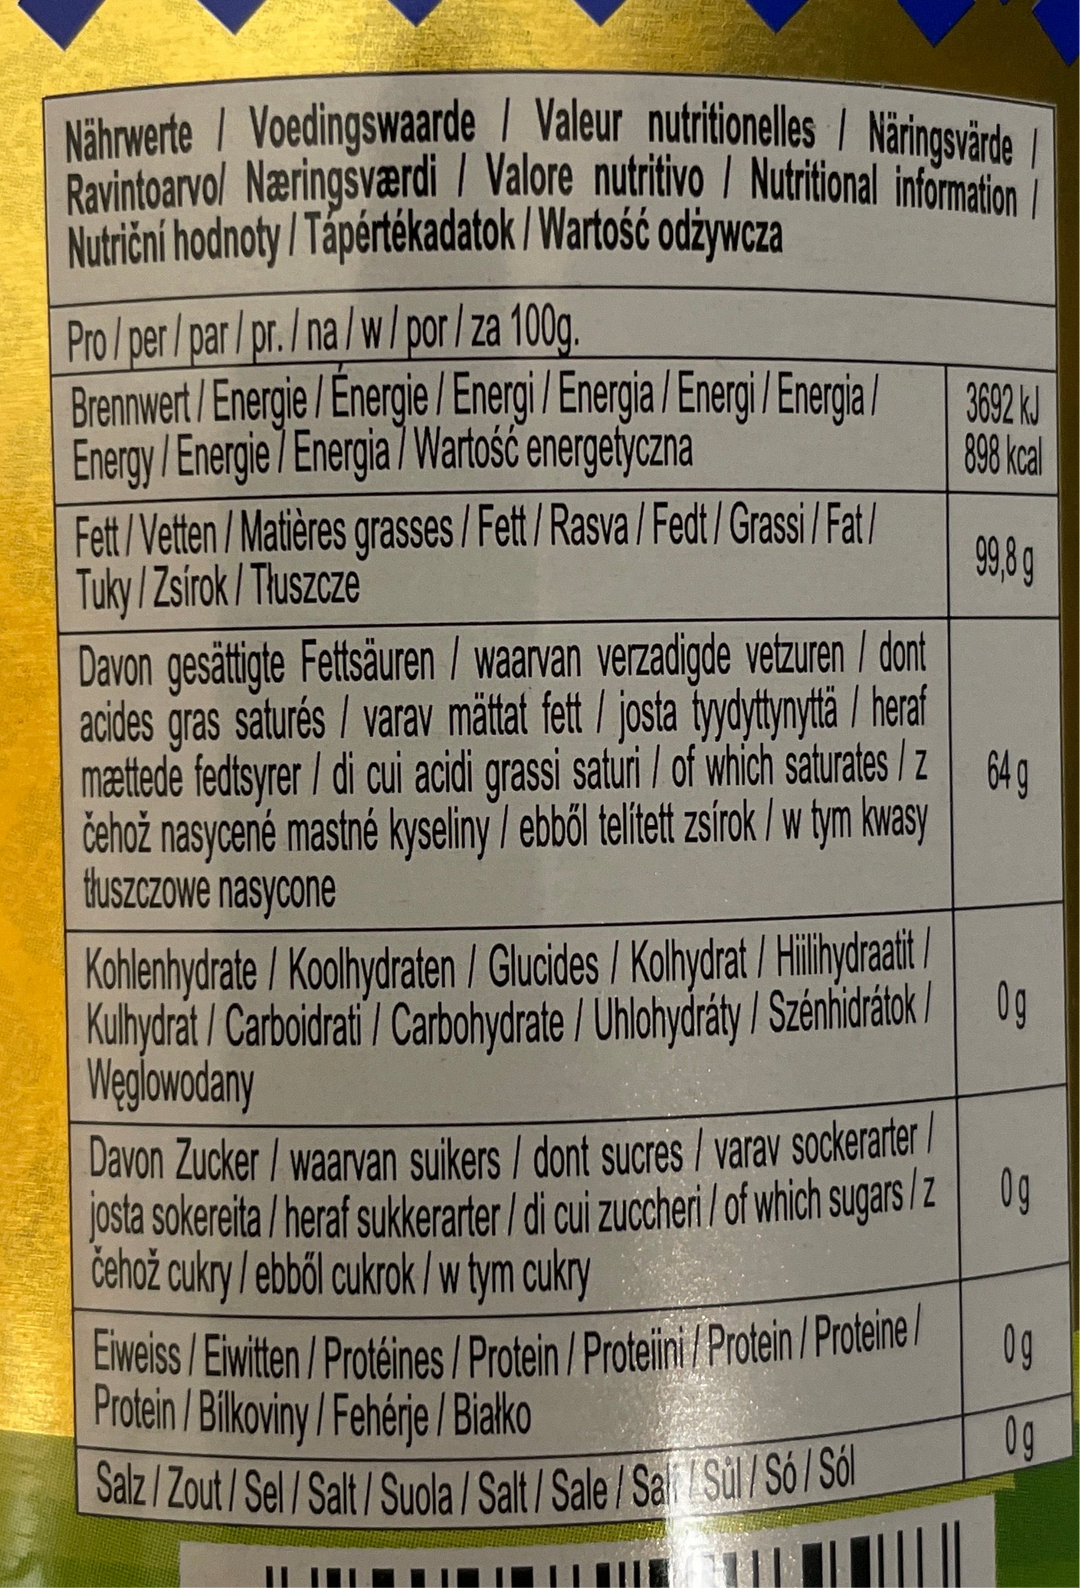 Nährwerte / Voedingswaarde / Valeur nutritionelles / Näringsvärde /
Ravintoarvo/ Næringsværdi / Valore nutritivo / Nutritional information /
Nutriční hodnoty / Tápértékadatok / Wartość odżywcza
Pro / per / par / pr. / na / w / por / za 100g.
Brennwert / Energie / Énergie / Energi / Energia / Energi / Energia /
Energy / Energie / Energia / Wartość energetyczna
3692 kJ
898 kcal
Fett / Vetten / Matières grasses / Fett / Rasva / Fedt / Grassi / Fat /
Tuky / Zsírok / Tłuszcze
99,8 g
Davon gesättigte Fettsäuren / waarvan verzadigde vetzuren / dont
acides gras saturés / varav mättat fett / josta tyydyttynyttä / heraf
mættede fedtsyrer / di cui acidi grassi saturi / of which saturates / z
čehož nasycené mastné kyseliny / ebből telített zsírok / w tym kwasy
tłuszczowe nasycone
64 g
Kohlenhydrate / Koolhydraten / Glucides / Kolhydrat / Hiilihydraatit /
Kulhydrat / Carboidrati / Carbohydrate / Uhlohydráty / Szénhidrátok /
Węglowodany
0 g
Davon Zucker / waarvan suikers / dont sucres / varav sockerarter /
josta sokereita / heraf sukkerarter / di cui zuccheri / of which sugars / z
čehož cukry / ebből cukrok / w tym cukry
0 g
Eiweiss / Eiwitten / Protéines / Protein / Proteiini / Protein / Proteine /
Protein / Bílkoviny / Fehérje / Białko
0 g
Salz / Zout / Sel / Salt / Suola / Salt / Sale / Salt / Sůl / Só / Sól
0 g